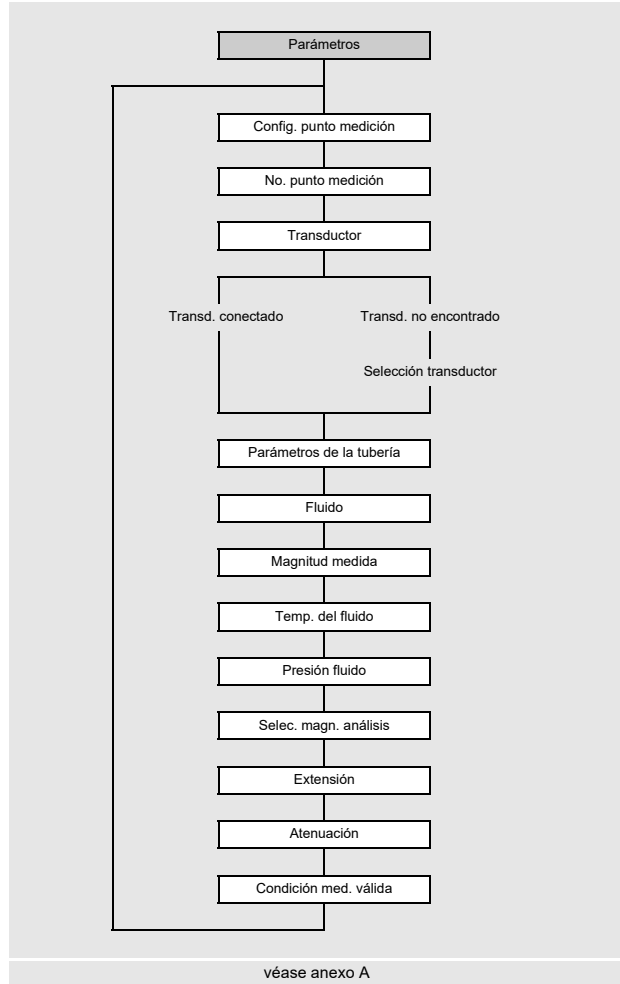 Parámetros
Config. punto medición
No. punto medición
Transductor
Transd. conectado
Transd. no encontrado
Selección transductor
Parámetros de la tubería
Fluido
Magnitud medida
Temp. del fluido
Presión fluido
Selec. magn. análisis
Extensión
Atenuación
Condición med. válida
véase anexo A